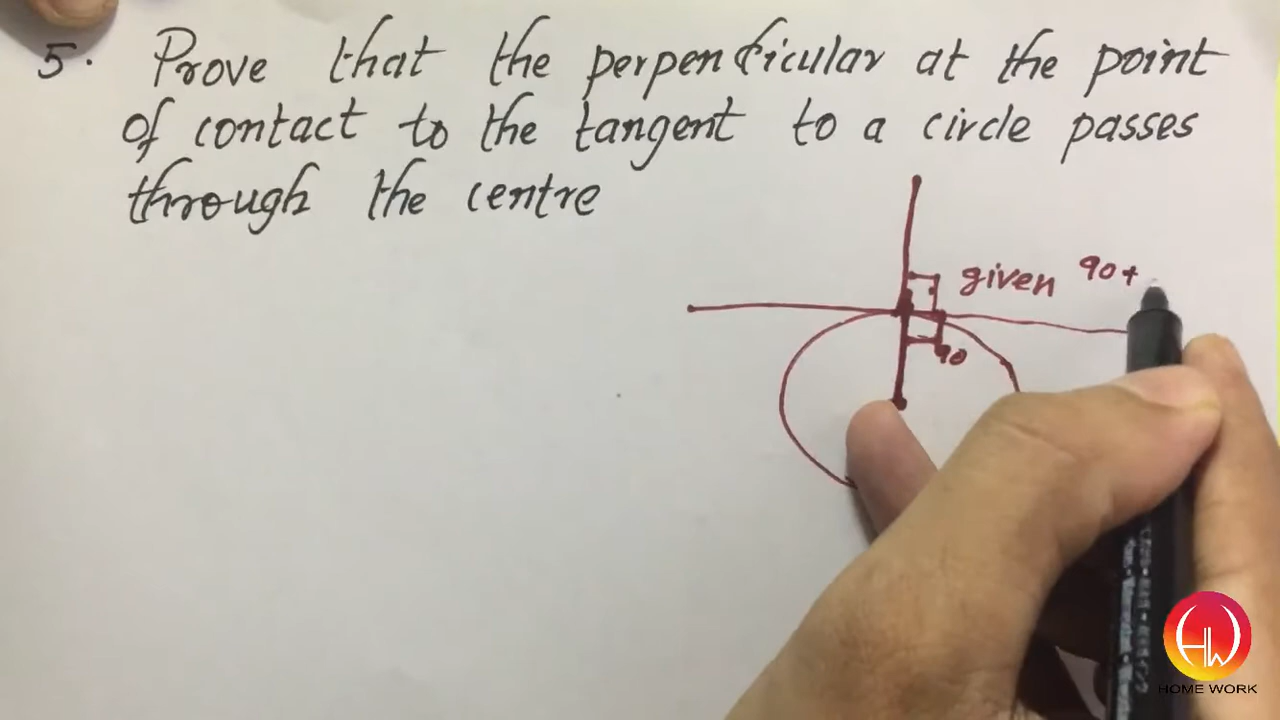 5. Prove that the perpendicular at the point
of contact to the tangent to a circle passes
through the centre
given 90+
90
HOME WORK